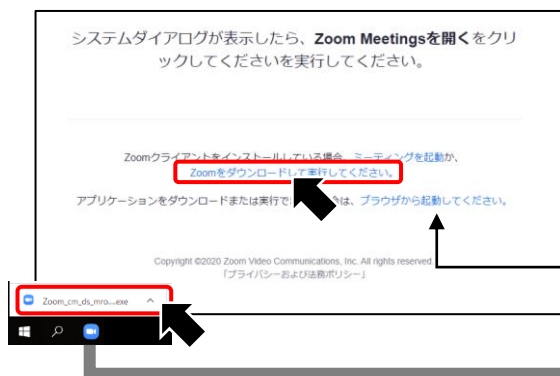 システムダイアログが表示したら、Zoom Meetingsを開くをクリ
ックしてくださいを実行してください。
Zoomクライアントをインストールしている場合、ミーティングを起動か、
Zoomをダウンロードして実行してください。
アプリケーションをダウンロードまたは実行で は、ブラウザから起動してください。
Copyright ©2020 Zoom Video Communications, Inc. All rights reserved.
「プライバシーおよび法務ポリシー」
Zoom_cm_ds_mro....exe